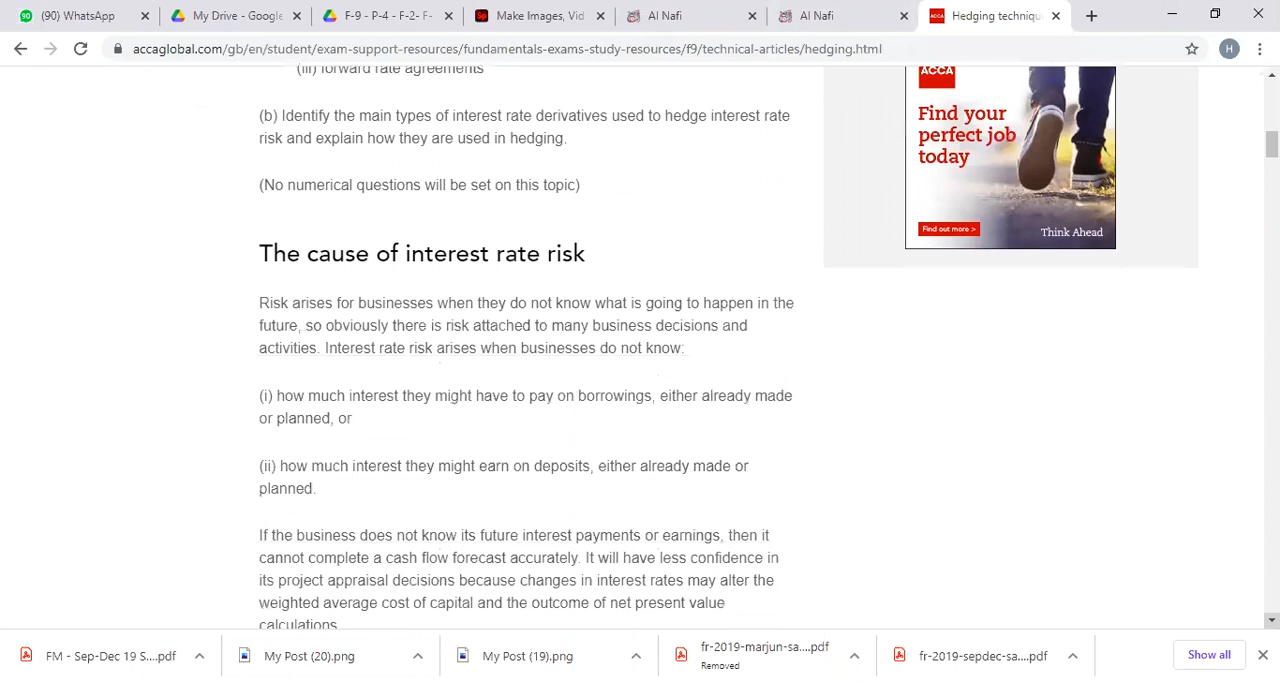 (90) WhatsApp
My Drive - Google
F-9 - P-4 - F-2- F-
Make Images, Vid
Al Nafi
Al Nafi
Hedging techniqu
accaglobal.com/gb/en/student/exam-support-resources/fundamentals-exams-study-resources/f9/technical-articles/hedging.html
H
(iii) forward rate agreements
(b) Identify the main types of interest rate derivatives used to hedge interest rate
risk and explain how they are used in hedging.
(No numerical questions will be set on this topic)
The cause of interest rate risk
Risk arises for businesses when they do not know what is going to happen in the
future, so obviously there is risk attached to many business decisions and
activities. Interest rate risk arises when businesses do not know:
(i) how much interest they might have to pay on borrowings, either already made
or planned, or
(ii) how much interest they might earn on deposits, either already made or
planned.
If the business does not know its future interest payments or earnings, then it
cannot complete a cash flow forecast accurately. It will have less confidence in
its project appraisal decisions because changes in interest rates may alter the
weighted average cost of capital and the outcome of net present value
calculations.
ACCA
Find your
perfect job
today
Find out more >
Think Ahead
FM - Sep-Dec 19 S....pdf
My Post (20).png
My Post (19).png
fr-2019-marjun-sa....pdf
Removed
fr-2019-sepdec-sa....pdf
Show all